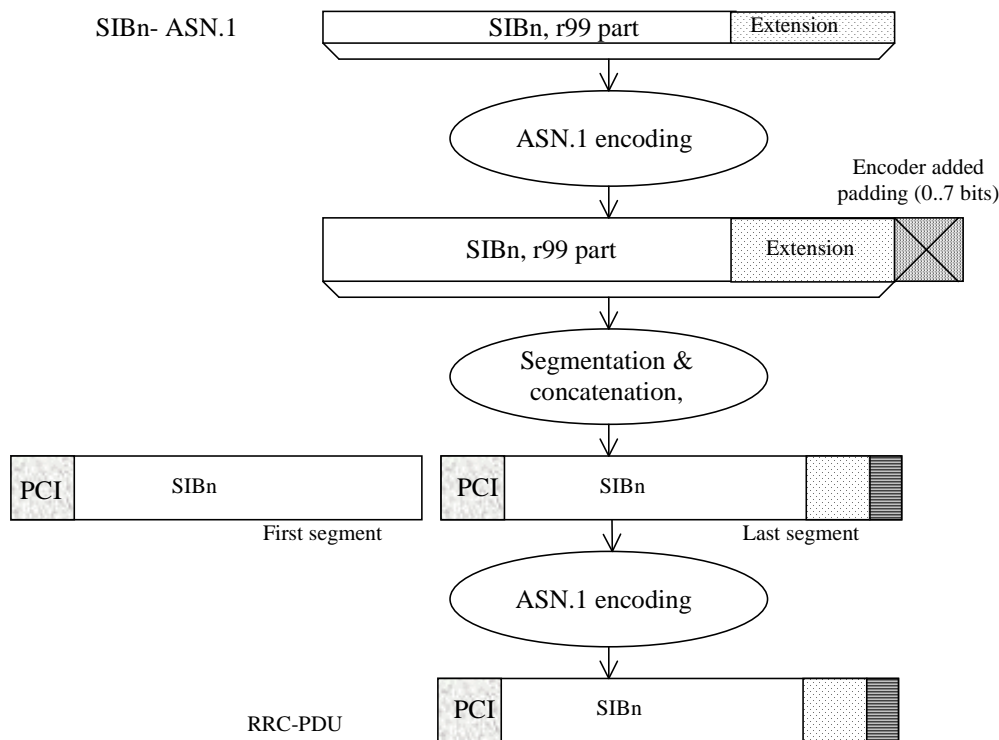 SIBn- ASN.1
SIBn, r99 part
Extension
ASN.1 encoding
Encoder added
padding (0..7 bits)
SIBn, r99 part
Extension
Segmentation &
concatenation,
PCI
SIBn
PCI
SIBn
First segment
Last segment
ASN.1 encoding
PCI
SIBn
RRC-PDU